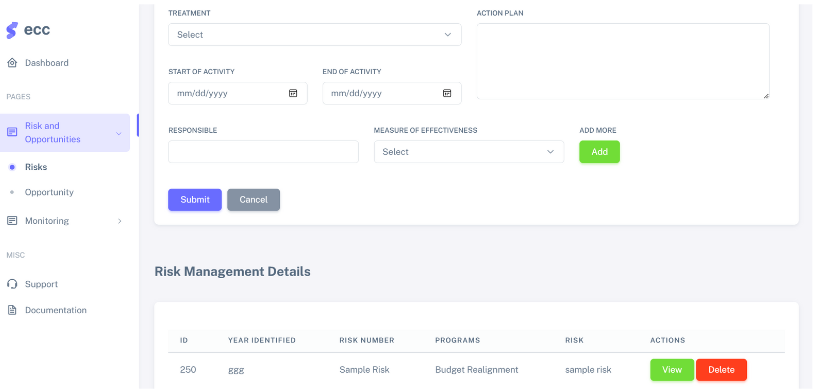 ecc
Dashboard
PAGES
Risk and
Opportunities
Risks
Opportunity
Monitoring
MISC
Support
Documentation
TREATMENT
Select
ACTION PLAN
START OF ACTIVITY
END OF ACTIVITY
mm/dd/yyyy
mm/dd/yyyy
RESPONSIBLE
MEASURE OF EFFECTIVENESS
ADD MORE
Select
Add
Submit Cancel
Risk Management Details
ID YEAR IDENTIFIED RISK NUMBER PROGRAMS RISK ACTIONS
250 ggg Sample Risk Budget Realignment sample risk View Delete